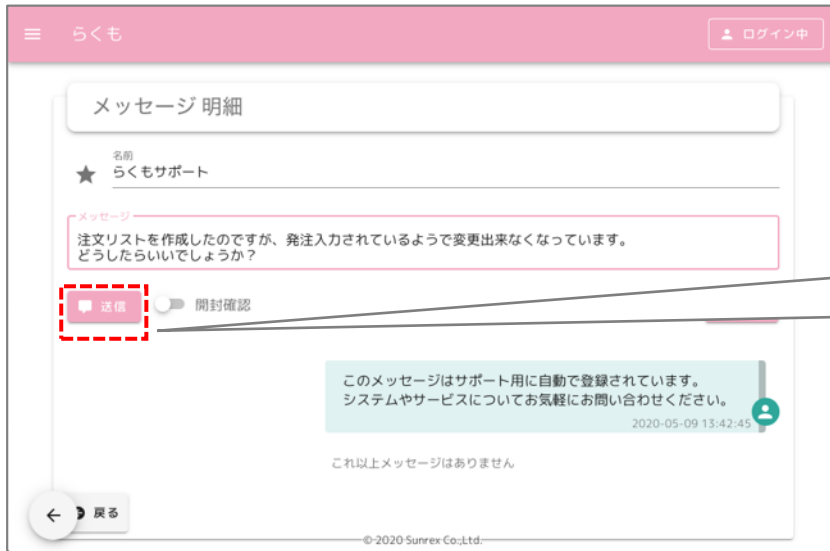 らくも
ログイン中
メッセージ 明細
名前
らくもサポート
メッセージ
注文リストを作成したのですが、発注入力されているようで変更出来なくなっています。
どうしたらいいでしょうか？
送信
開封確認
このメッセージはサポート用に自動で登録されています。
システムやサービスについてお気軽にお問い合わせください。
2020-05-09 13:42:45
これ以上メッセージはありません
戻る
© 2020 Sunrex Co.,Ltd.